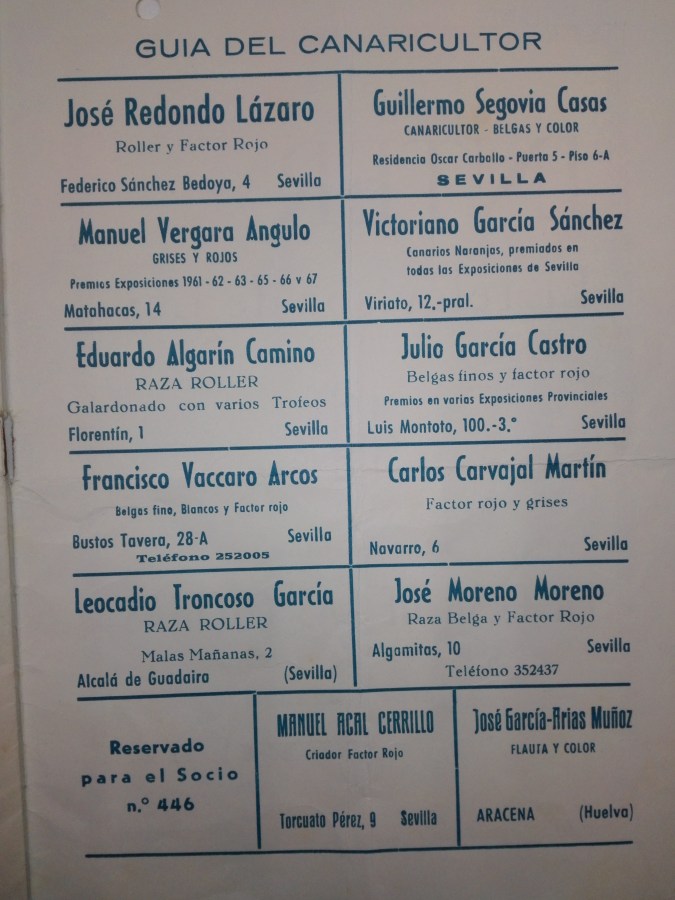 GUIA DEL CANARICULTOR
José Redondo Lázaro
Roller y Factor Rojo
Federico Sánchez Bedoya, 4 Sevilla
Guillermo Segovia Casas
CANARICULTOR - BELGAS Y COLOR
Residencia Oscar Carballo - Puerta 5 - Piso 6-A
SEVILLA
Manuel Vergara Angulo
GRISES Y ROJOS
Premios Exposiciones 1961 - 62 - 63 - 65 - 66 y 67
Matahacas, 14 Sevilla
Victoriano García Sánchez
Canarios Naranjas, premiados en
todas las Exposiciones de Sevilla
Viriato, 12.-pral. Sevilla
Eduardo Algarín Camino
RAZA ROLLER
Galardonado con varios Trofeos
Florentín, 1 Sevilla
Julio García Castro
Belgas finos y factor rojo
Premios en varias Exposiciones Provinciales
Luis Montoto, 100.-3.° Sevilla
Francisco Vaccaro Arcos
Belgas fino, Blancos y Factor rojo
Bustos Tavera, 28-A Sevilla
Teléfono 252005
Carlos Carvajal Martín
Factor rojo y grises
Navarro, 6 Sevilla
Leocadio Troncoso García
RAZA ROLLER
Malas Mañanas, 2
Alcalá de Guadaira (Sevilla)
José Moreno Moreno
Raza Belga y Factor Rojo
Algamitas, 10 Sevilla
Teléfono 352437
Reservado
para el Socio
n.° 446
MANUEL ACAL CERRILLO
Criador Factor Rojo
Torcuato Pérez, 9 Sevilla
José García-Arias Muñoz
FLAUTA Y COLOR
ARACENA (Huelva)